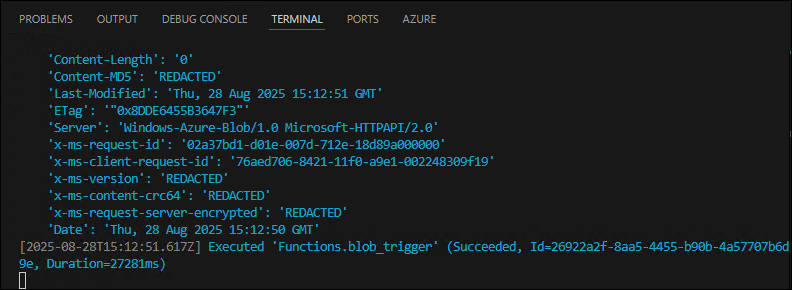 PROBLEMS OUTPUT DEBUG CONSOLE TERMINAL PORTS AZURE
'Content-Length': '0'
'Content-MD5': 'REDACTED'
'Last-Modified': 'Thu, 28 Aug 2025 15:12:51 GMT'
'ETag': '"0x8DDE6455B3647F3"'
'Server': 'Windows-Azure-Blob/1.0 Microsoft-HTTPAPI/2.0'
'x-ms-request-id': '02a37bd1-d01e-007d-712e-18d89a000000'
'x-ms-client-request-id': '76aed706-8421-11f0-a9e1-002248309f19'
'x-ms-version': 'REDACTED'
'x-ms-content-crc64': 'REDACTED'
'x-ms-request-server-encrypted': 'REDACTED'
'Date': 'Thu, 28 Aug 2025 15:12:50 GMT'
[2025-08-28T15:12:51.617Z] Executed 'Functions.blob_trigger' (Succeeded, Id=26922a2f-8aa5-4455-b90b-4a57707b6d
9e, Duration=27281ms)